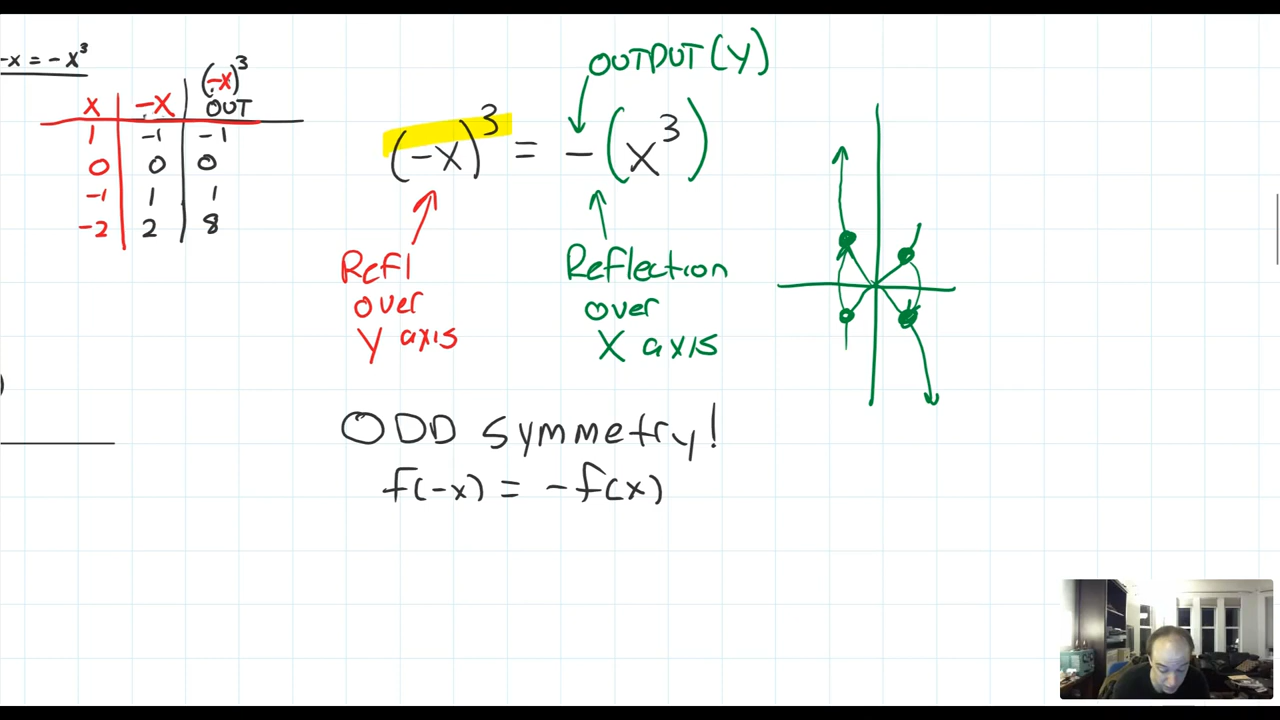 -x = -x³
(-x)³
x -x OUT
1 -1 -1
0 0 0
-1 1 1
-2 2 8
OUTPUT (Y)
(-x)³ = -(x³)
Refl
over
Y axis
Reflection
over
X axis
ODD symmetry!
f(-x) = -f(x)
)